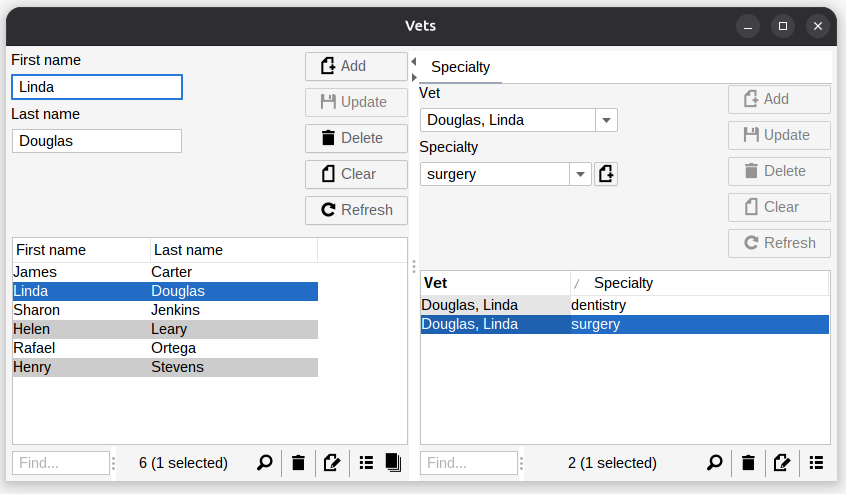 Vets
First name
Linda
Last name
Douglas
Add
Update
Delete
Clear
Refresh
First name Last name
James Carter
Linda Douglas
Sharon Jenkins
Helen Leary
Rafael Ortega
Henry Stevens
Find...
6 (1 selected)
Specialty
Vet
Douglas, Linda
Specialty
surgery
Add
Update
Delete
Clear
Refresh
Vet Specialty
Douglas, Linda dentistry
Douglas, Linda surgery
Find...
2 (1 selected)